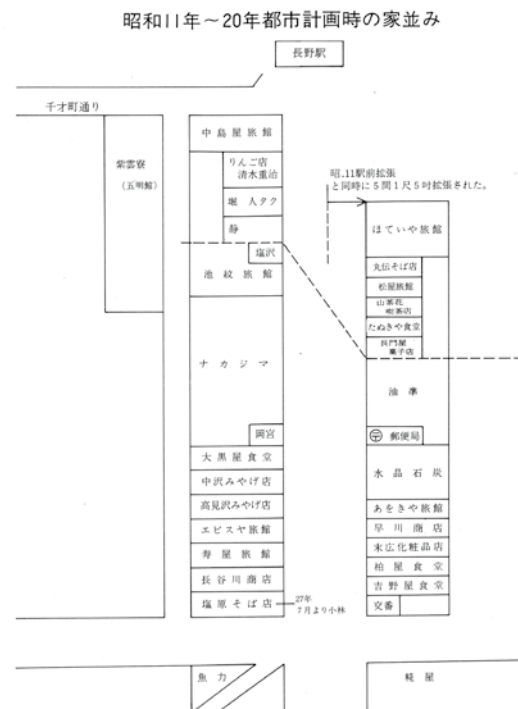 昭和11年～20年都市計画時の家並み
長野駅
千才町通り
紫雲寮
(五明館)
中島屋旅館
りんご店
清水重治
堀 人タク
静
塩沢
池紋旅館
ナカジマ
岡宮
大黒屋食堂
中沢みやげ店
高見沢みやげ店
エビスヤ旅館
寿屋旅館
長谷川商店
塩原そば店
27年
7月より小林
昭.11駅前拡張
と同時に5間1尺5吋拡張された。
ほていや旅館
丸伝そば店
松屋旅館
山茶花
喫茶店
たぬきや食堂
長門屋
菓子店
油準
〶 郵便局
水品石炭
あをきや旅館
早川商店
末広化粧品店
柏屋食堂
吉野屋食堂
交番
魚力
糀屋